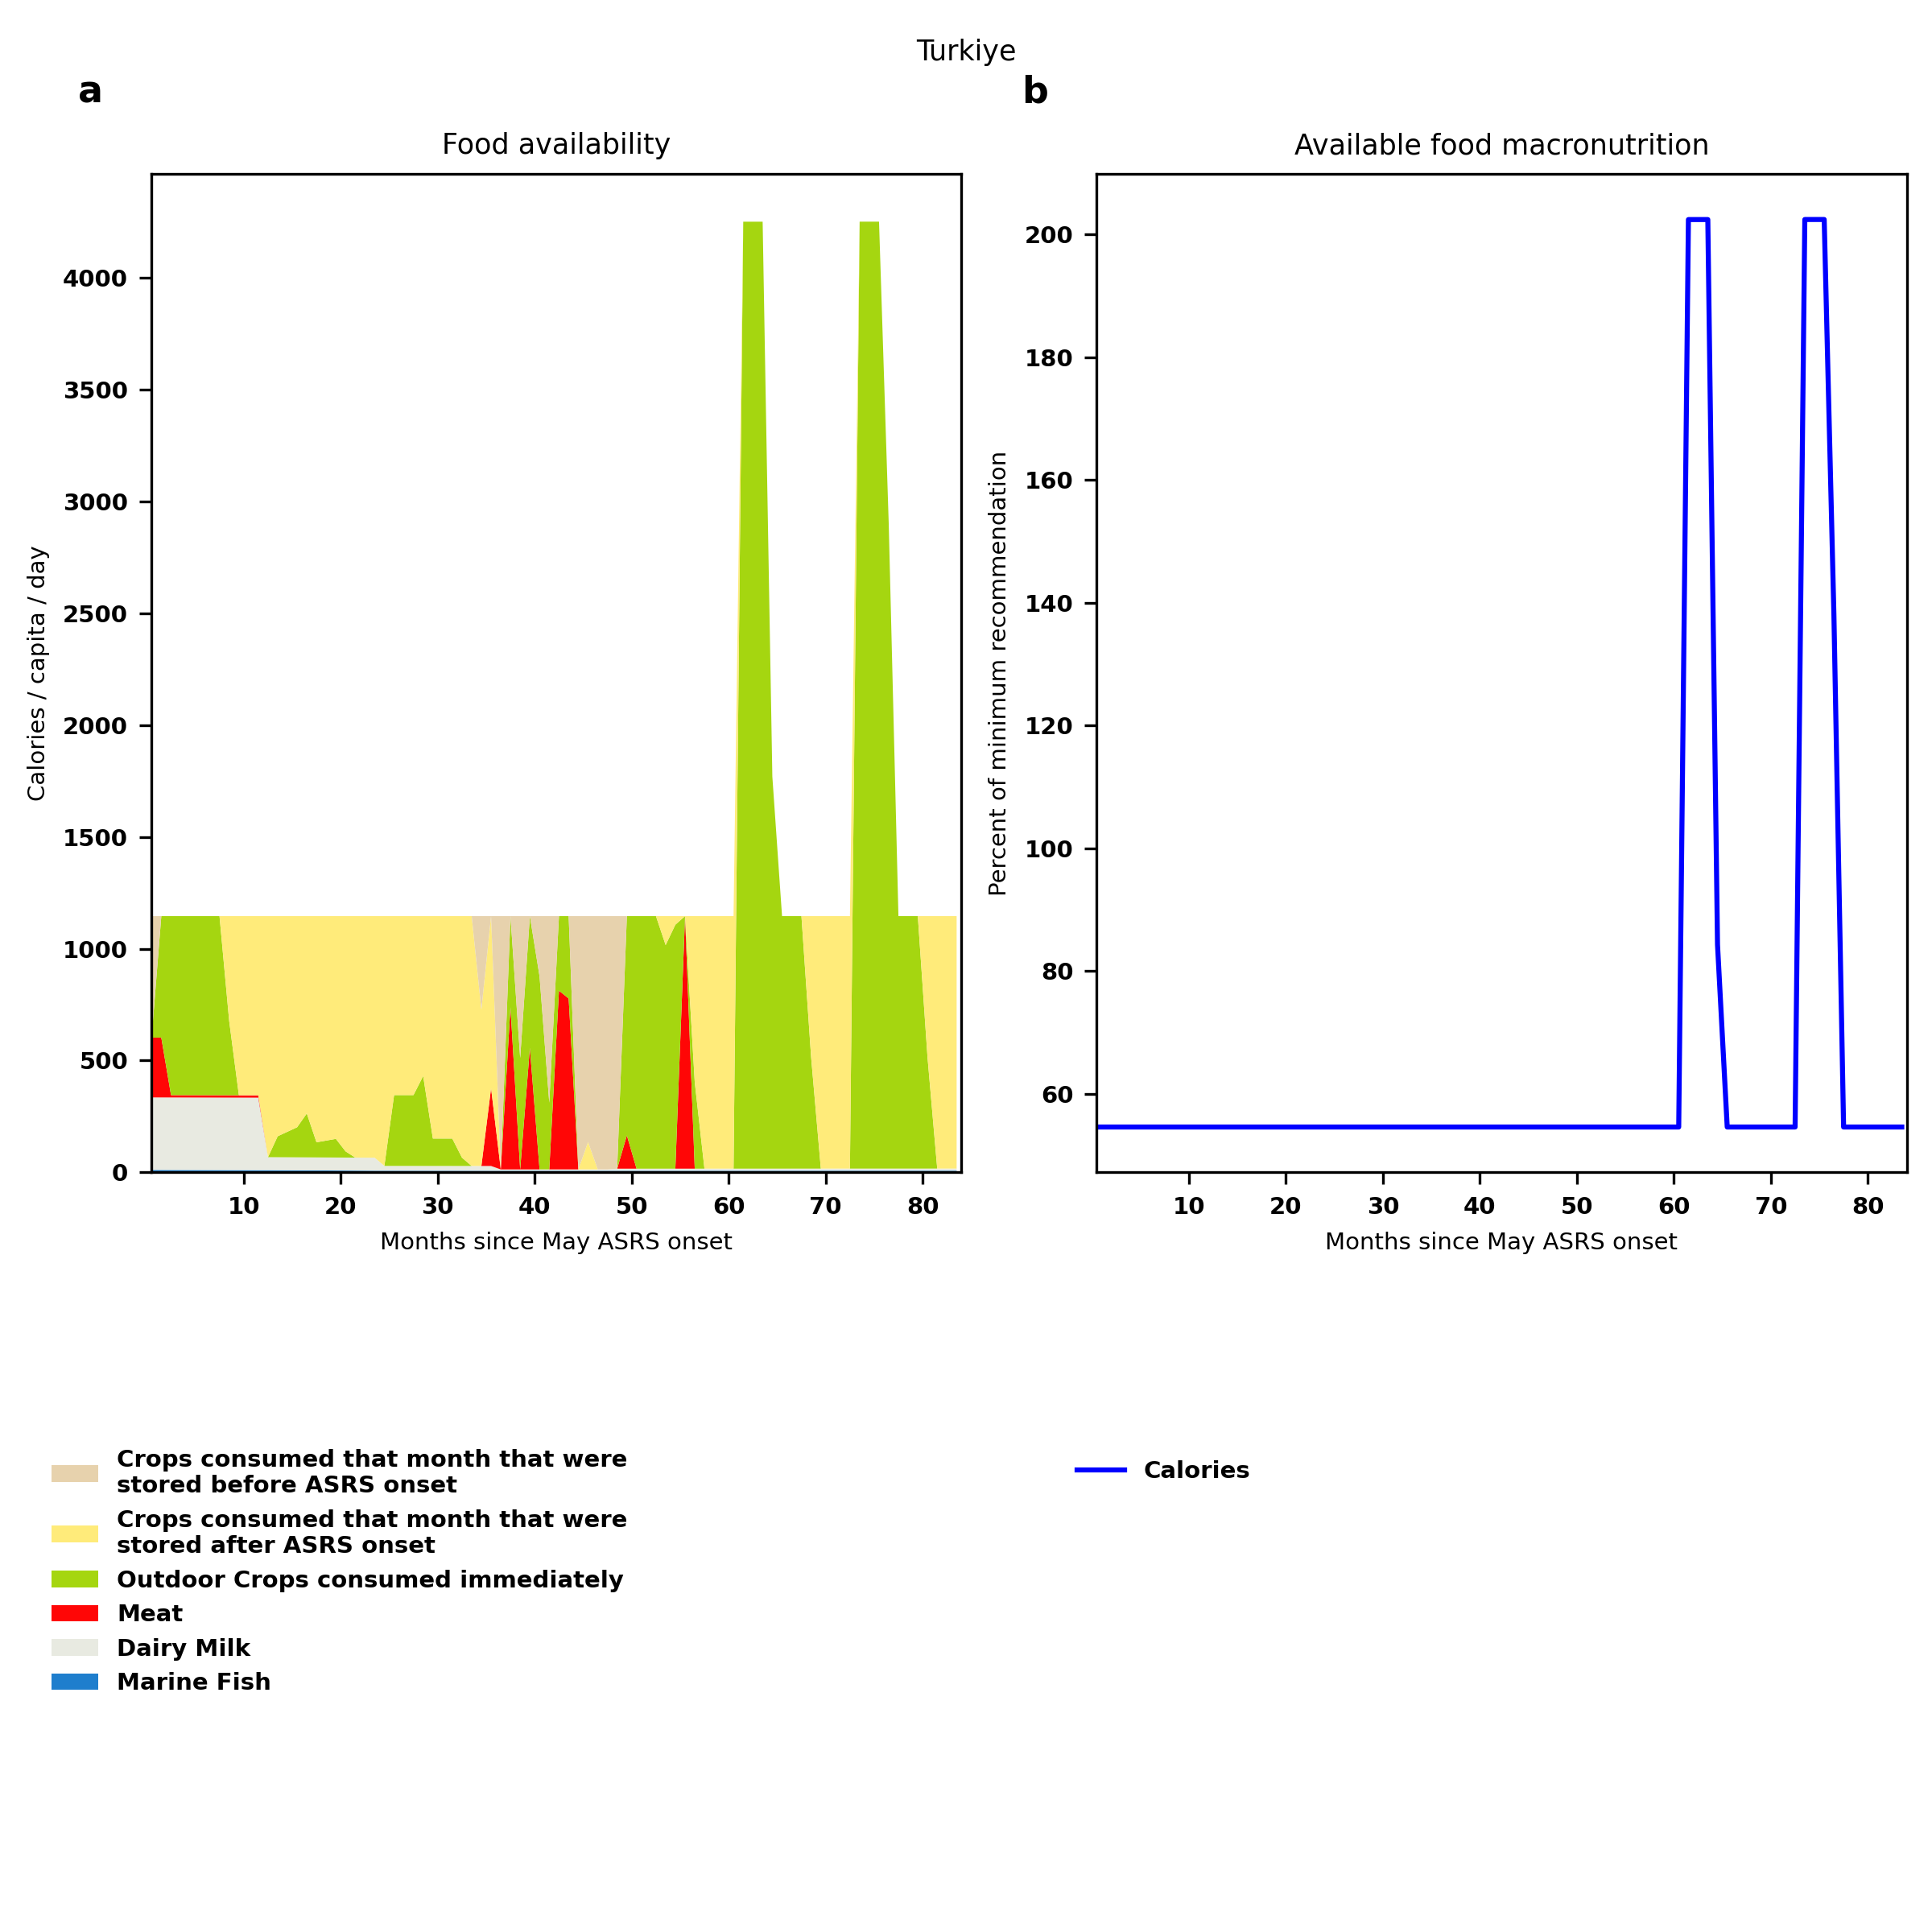 Turkiye
a
Food availability
Calories / capita / day
4000
3500
3000
2500
2000
1500
1000
500
0
10 20 30 40 50 60 70 80
Months since May ASRS onset
b
Available food macronutrition
Percent of minimum recommendation
200
180
160
140
120
100
80
60
10 20 30 40 50 60 70 80
Months since May ASRS onset
Crops consumed that month that were
stored before ASRS onset
Crops consumed that month that were
stored after ASRS onset
Outdoor Crops consumed immediately
Meat
Dairy Milk
Marine Fish
Calories